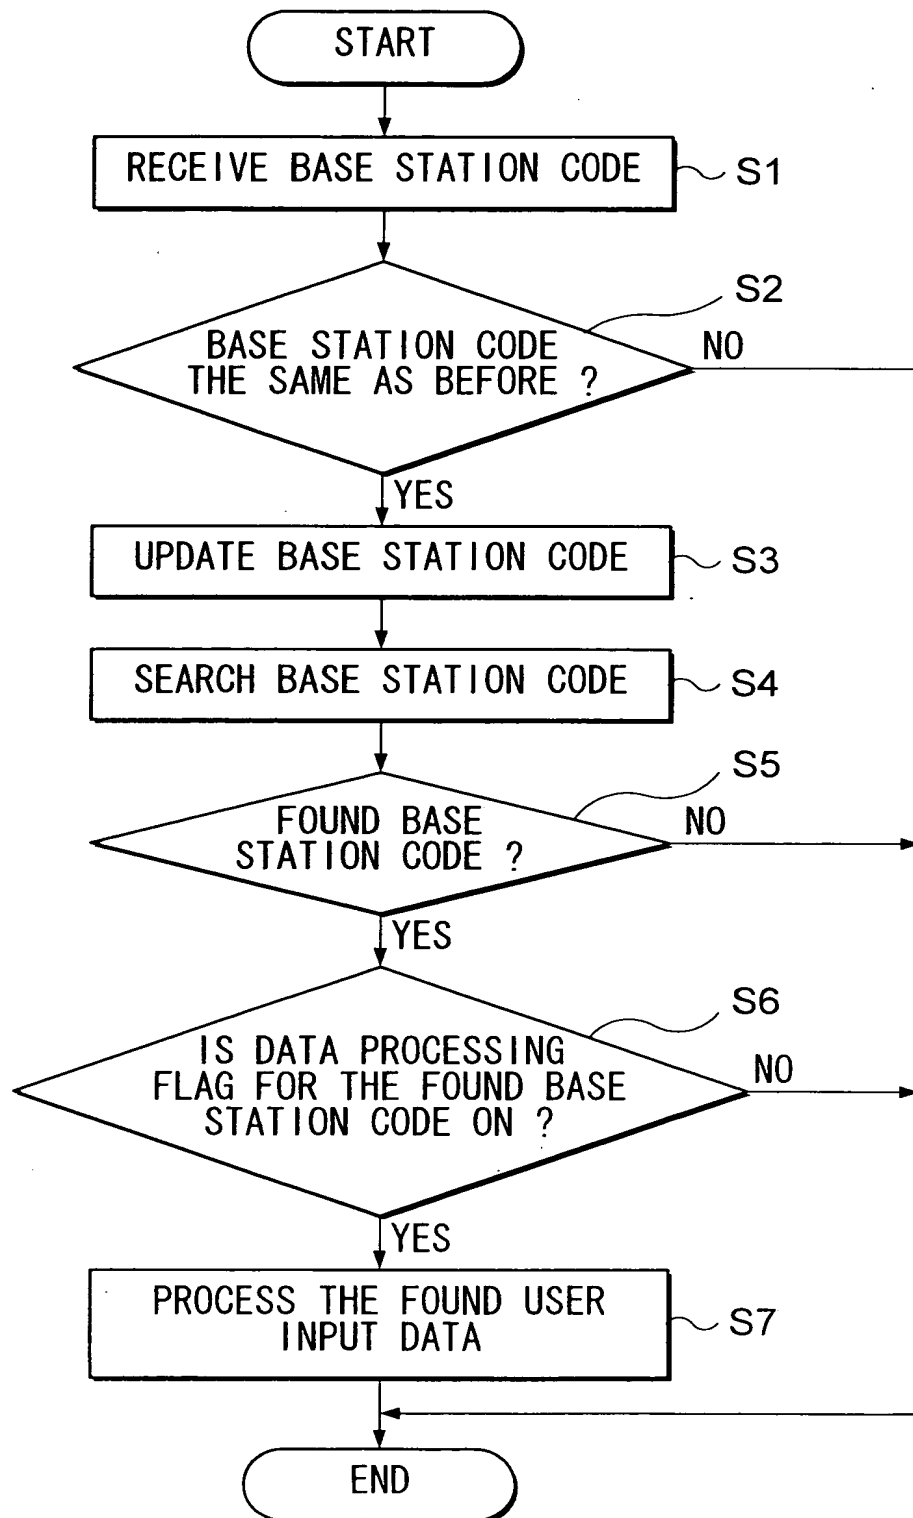 START
RECEIVE BASE STATION CODE
S1
S2
BASE STATION CODE
THE SAME AS BEFORE ?
NO
YES
UPDATE BASE STATION CODE
S3
SEARCH BASE STATION CODE
S4
S5
FOUND BASE
STATION CODE ?
NO
YES
S6
IS DATA PROCESSING
FLAG FOR THE FOUND BASE
STATION CODE ON ?
NO
YES
PROCESS THE FOUND USER
INPUT DATA
S7
END